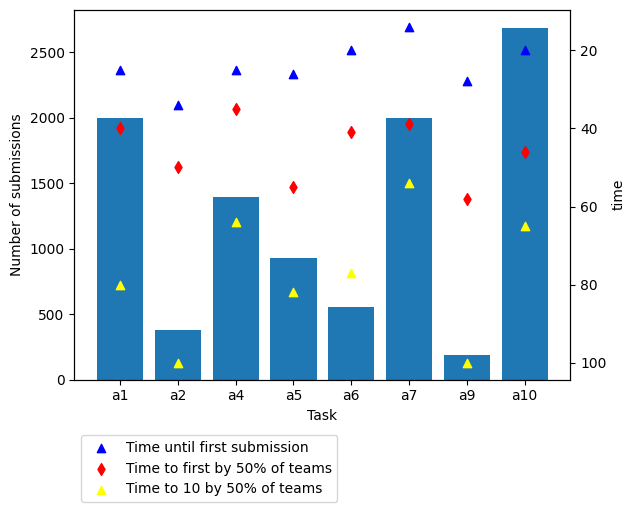 2500
2000
1500
1000
500
0
Number of submissions
20
40
60
80
100
time
a1 a2 a4 a5 a6 a7 a9 a10
Task
Time until first submission
Time to first by 50% of teams
Time to 10 by 50% of teams